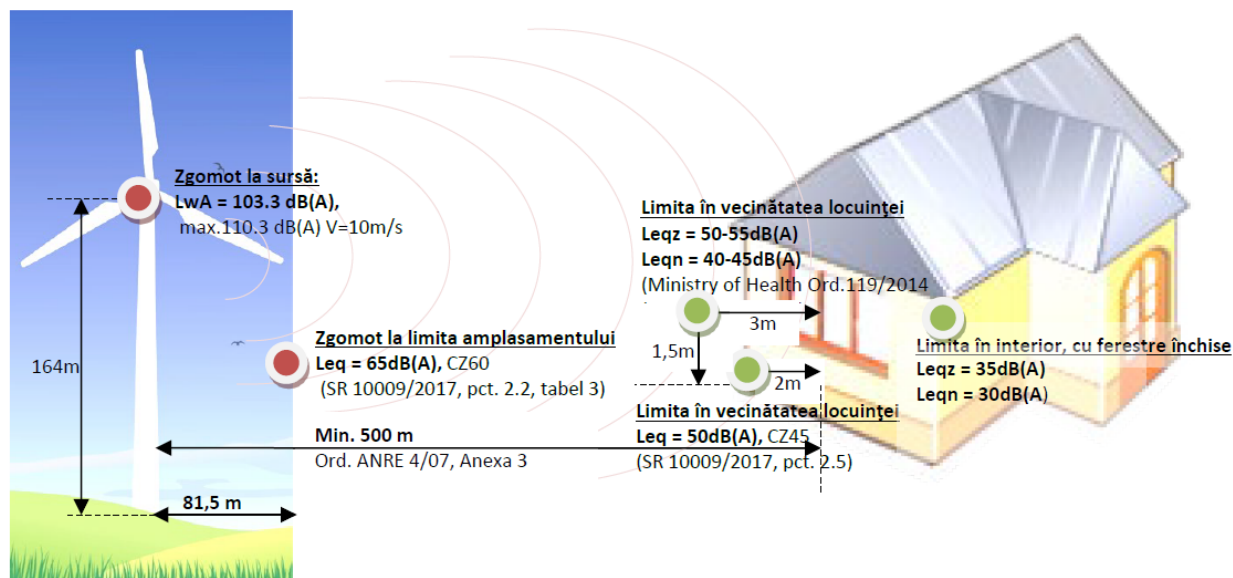 Zgomot la sursă:
LwA = 103.3 dB(A),
max.110.3 dB(A) V=10m/s
164m
Zgomot la limita amplasamentului
Leq = 65dB(A), CZ60
(SR 10009/2017, pct. 2.2, tabel 3)
Min. 500 m
Ord. ANRE 4/07, Anexa 3
81,5 m
Limita în vecinătatea locuinţei
Leqz = 50-55dB(A)
Leqn = 40-45dB(A)
(Ministry of Health Ord.119/2014
3m
1,5m
2m
Limita în vecinătatea locuinţei
Leq = 50dB(A), CZ45
(SR 10009/2017, pct. 2.5)
Limita în interior, cu ferestre închise
Leqz = 35dB(A)
Leqn = 30dB(A)